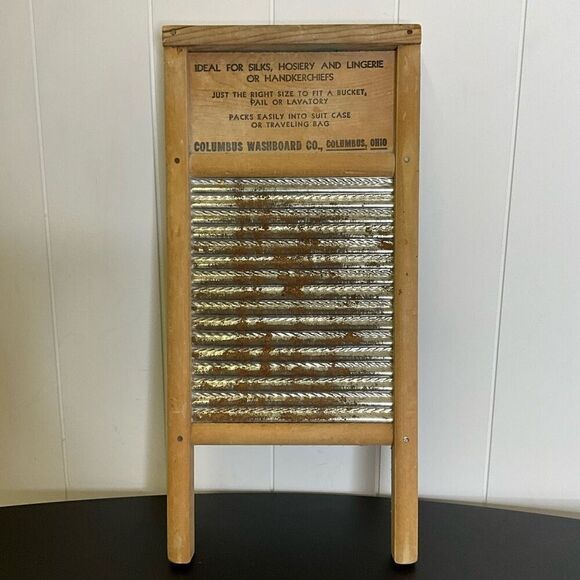 IDEAL FOR SILKS, HOSIERY AND LINGERIE
OR HANDKERCHIEFS
JUST THE RIGHT SIZE TO FIT A BUCKET,
PAIL OR LAVATORY
PACKS EASILY INTO SUIT CASE
OR TRAVELING BAG
COLUMBUS WASHBOARD CO., COLUMBUS, OHIO